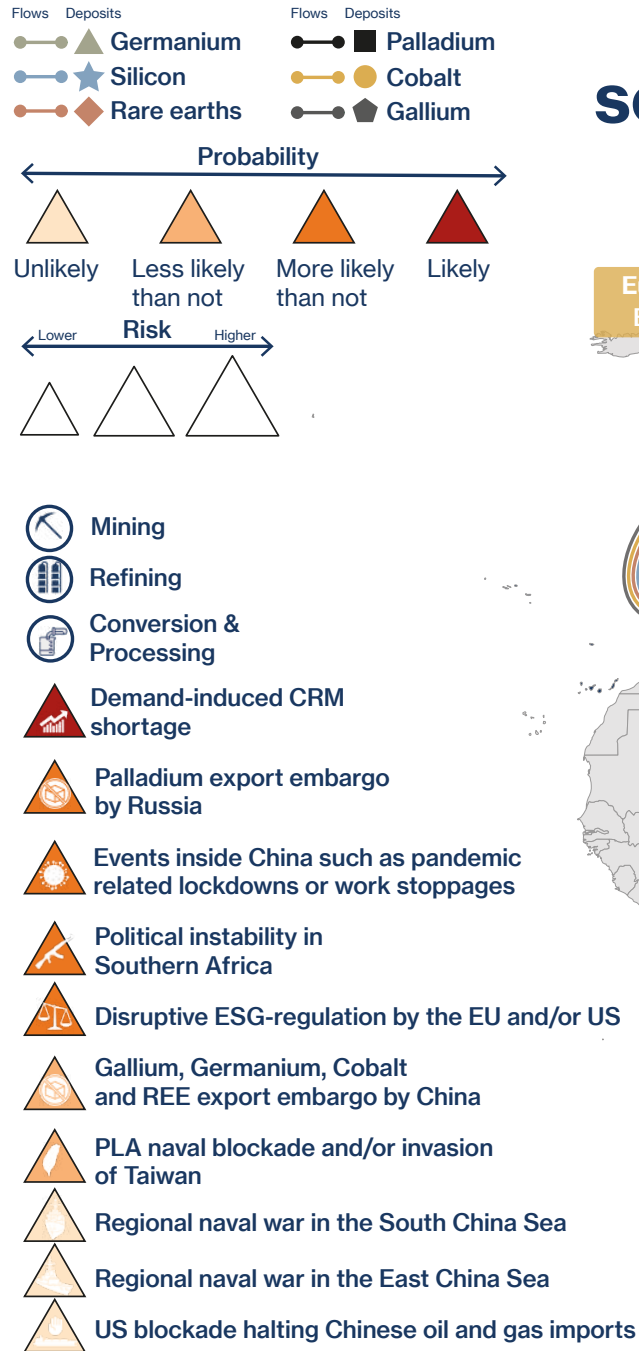 Flows Deposits
Germanium
Silicon
Rare earths
Flows Deposits
Palladium
Cobalt
Gallium
Probability
Unlikely
Less likely
than not
More likely
than not
Likely
Lower Risk Higher
Mining
Refining
Conversion &
Processing
Demand-induced CRM
shortage
Palladium export embargo
by Russia
Events inside China such as pandemic
related lockdowns or work stoppages
Political instability in
Southern Africa
Disruptive ESG-regulation by the EU and/or US
Gallium, Germanium, Cobalt
and REE export embargo by China
PLA naval blockade and/or invasion
of Taiwan
Regional naval war in the South China Sea
Regional naval war in the East China Sea
US blockade halting Chinese oil and gas imports